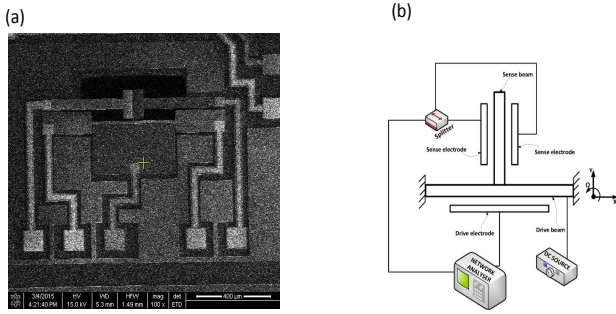 (a)
(b)
Sense beam
Splitter
Sense electrode
Sense electrode
Y
Ω
X
Drive electrode
Drive beam
NETWORK
ANALYSER
DC SOURCE
3/4/2015
4:21:40 PM
HV
15.0 kV
WD
5.3 mm
HFW
1.49 mm
mag
100 x
det
ETD
400 µm